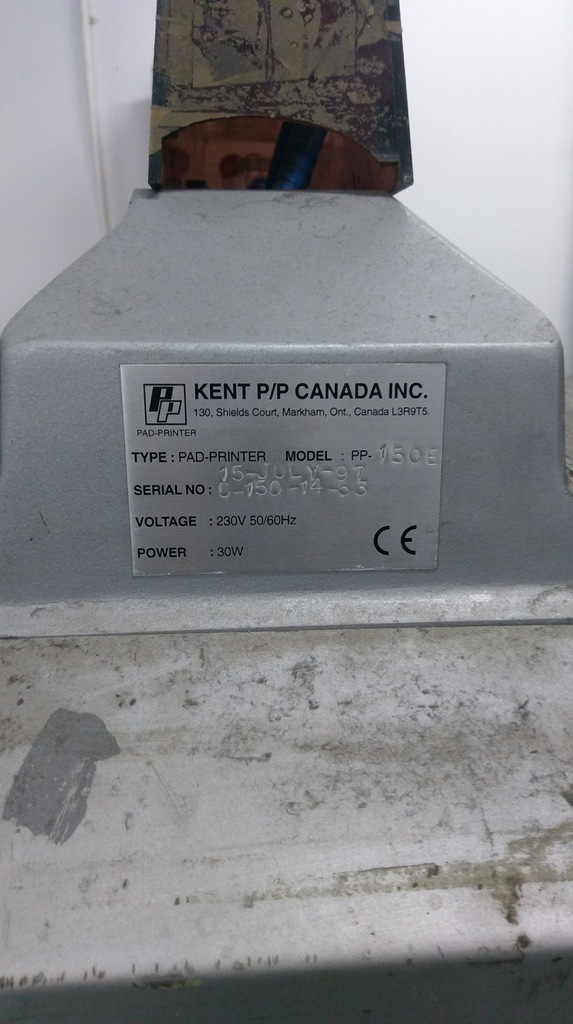 PP
KENT P/P CANADA INC.
130, Shields Court, Markham, Ont., Canada L3R9T5.
PAD-PRINTER
TYPE : PAD-PRINTER MODEL : PP- 150E
15-JULY-97
SERIAL NO : C-150-14-83
VOLTAGE : 230V 50/60Hz
POWER : 30W
CE